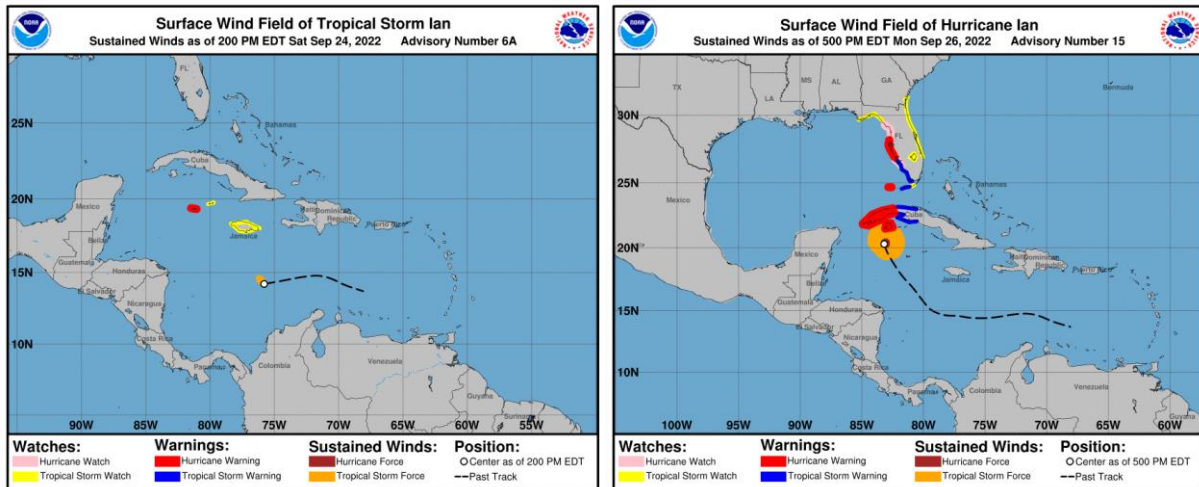 Surface Wind Field of Tropical Storm Ian
Sustained Winds as of 200 PM EDT Sat Sep 24, 2022 Advisory Number 6A
NOAA
FL
Bahamas
25N
Cuba
20N
Mexico
Haiti
Dominican
Republic
Puerto Rico
Jamaica
Belize
15N
Guatemala
Honduras
El Salvador
Nicaragua
10N
Costa Rica
Panama
Colombia
Venezuela
Guyana
Suriname
90W 85W 80W 75W 70W 65W 60W 55W
Watches: Warnings: Sustained Winds: Position:
Hurricane Watch Hurricane Warning Hurricane Force Center as of 200 PM EDT
Tropical Storm Watch Tropical Storm Warning Tropical Storm Force Past Track
Surface Wind Field of Hurricane Ian
Sustained Winds as of 500 PM EDT Mon Sep 26, 2022 Advisory Number 15
NOAA
TX
LA
MS
AL
GA
Bermuda
30N
FL
25N
Bahamas
Mexico
Cuba
20N
Mexico
Haiti
Dominican
Republic
Puerto Rico
Jamaica
Belize
15N
Guatemala
Honduras
El Salvador
Nicaragua
10N
Costa Rica
Panama
Colombia
Venezuela
Guyana
100W 95W 90W 85W 80W 75W 70W 65W 60W
Watches: Warnings: Sustained Winds: Position:
Hurricane Watch Hurricane Warning Hurricane Force Center as of 500 PM EDT
Tropical Storm Watch Tropical Storm Warning Tropical Storm Force Past Track